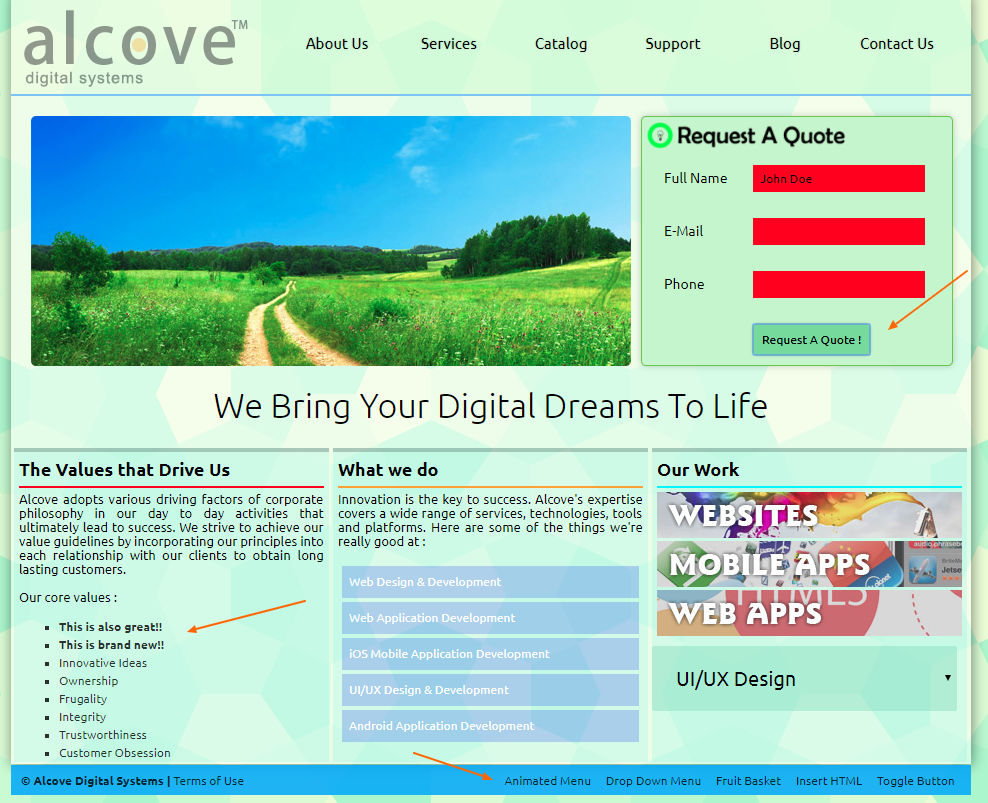 alcove™
digital systems
About Us Services Catalog Support Blog Contact Us
Request A Quote
Full Name John Doe
E-Mail
Phone
Request A Quote !
We Bring Your Digital Dreams To Life
The Values that Drive Us
Alcove adopts various driving factors of corporate
philosophy in our day to day activities that
ultimately lead to success. We strive to achieve our
value guidelines by incorporating our principles into
each relationship with our clients to obtain long
lasting customers.
Our core values :
This is also great!!
This is brand new!!
Innovative Ideas
Ownership
Frugality
Integrity
Trustworthiness
Customer Obsession
What we do
Innovation is the key to success. Alcove's expertise
covers a wide range of services, technologies, tools
and platforms. Here are some of the things we're
really good at :
Web Design & Development
Web Application Development
iOS Mobile Application Development
UI/UX Design & Development
Android Application Development
Our Work
WEBSITES
MOBILE APPS
HTML5
WEB APPS
UI/UX Design
© Alcove Digital Systems | Terms of Use
Animated Menu Drop Down Menu Fruit Basket Insert HTML Toggle Button